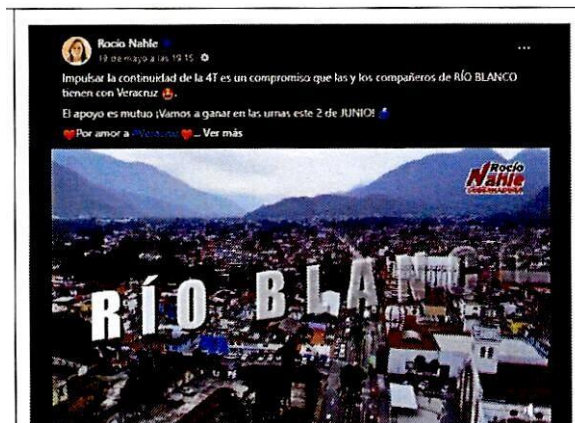 Rocío Nahle
19 de mayo a las 19:15
Impulsar la continuidad de la 4T es un compromiso que las y los compañeros de RÍO BLANCO
tienen con Veracruz
El apoyo es mutuo ¡Vamos a ganar en las urnas este 2 de JUNIO!
Por amor a #Veracruz ... Ver más
Rocío
Nahle
GOBERNADORA
RÍO BLANC